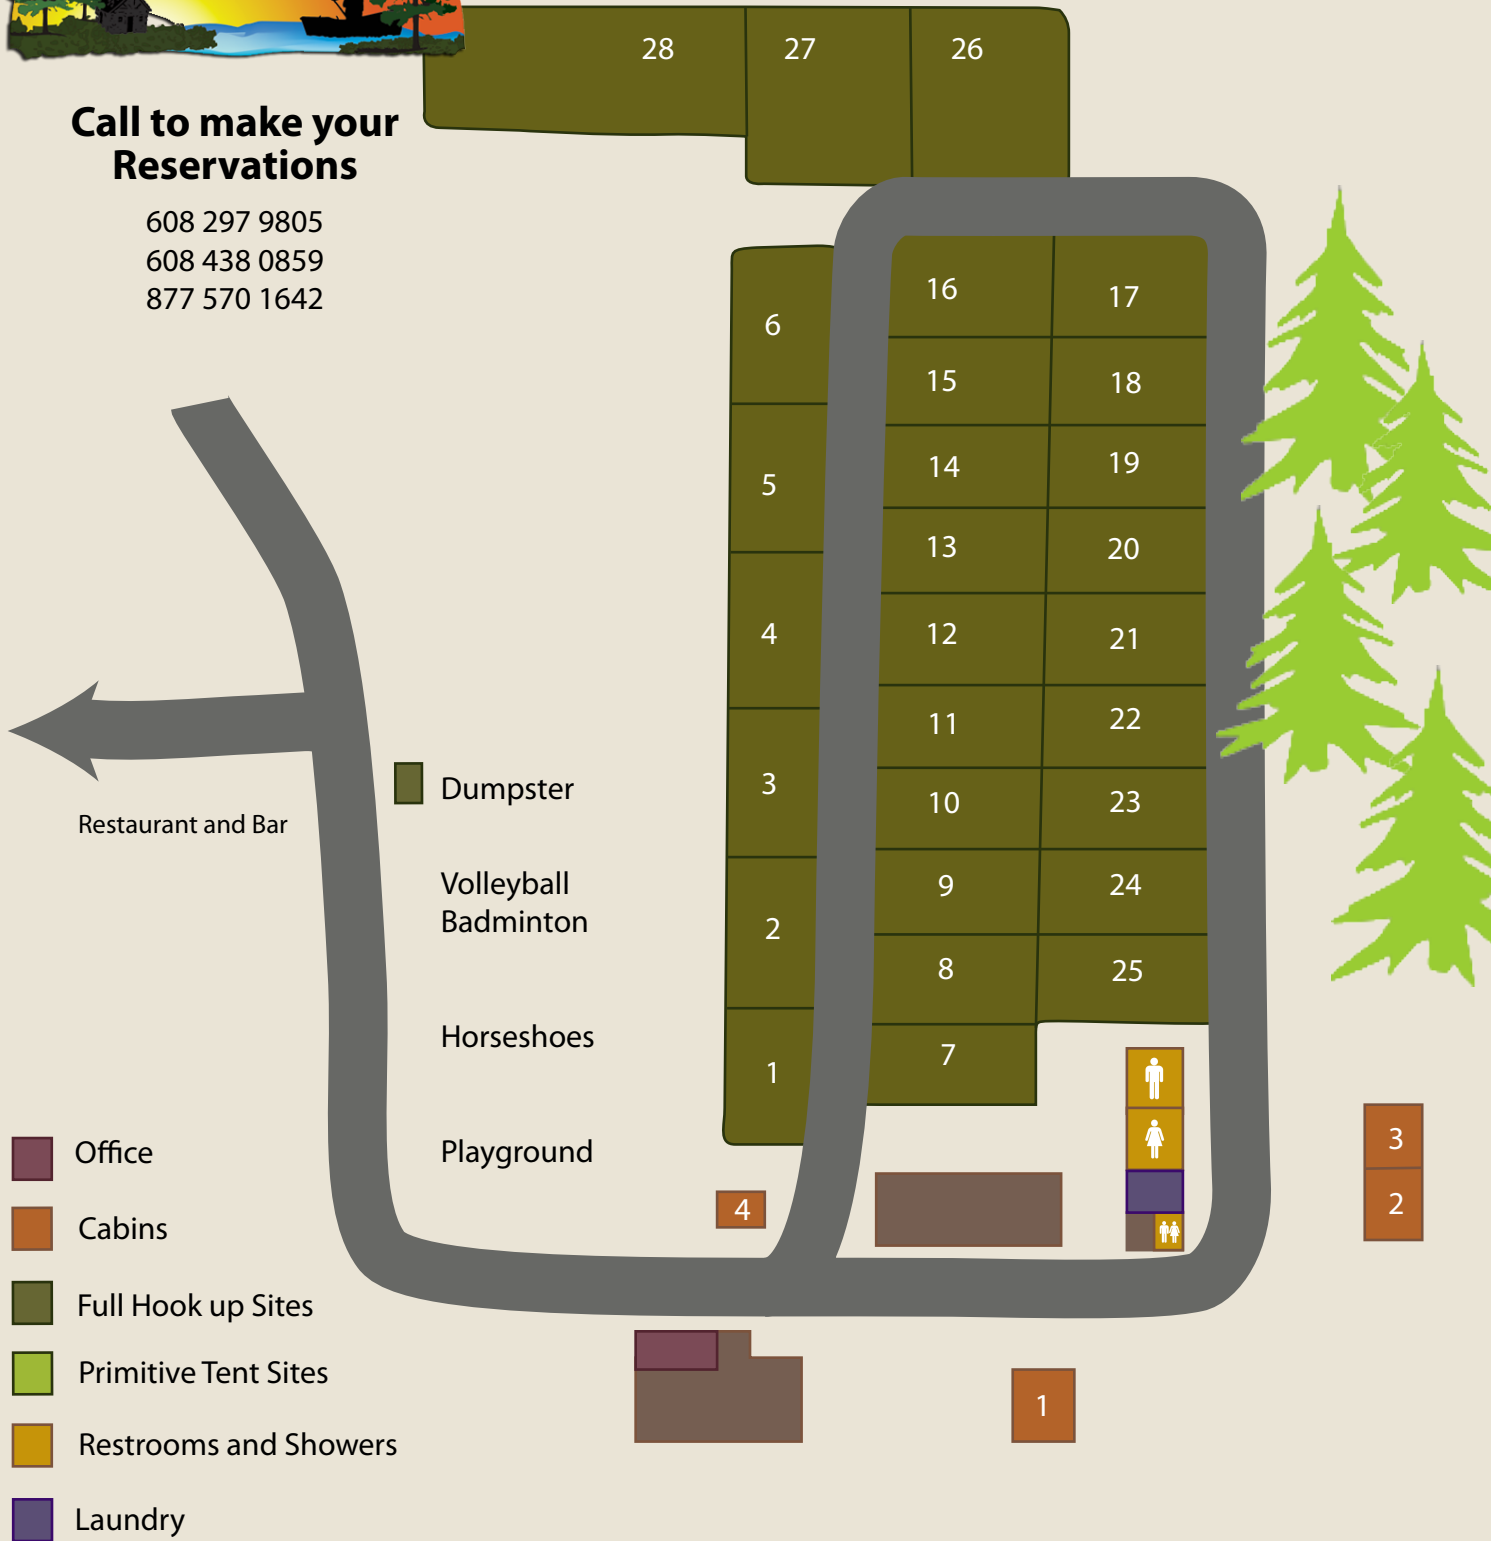 28
27
26
Call to make your
Reservations
608 297 9805
608 438 0859
877 570 1642
6
5
4
3
2
1
16
15
14
13
12
11
10
9
8
7
17
18
19
20
21
22
23
24
25
Restaurant and Bar
Dumpster
Volleyball
Badminton
Horseshoes
Playground
4
3
2
1
Office
Cabins
Full Hook up Sites
Primitive Tent Sites
Restrooms and Showers
Laundry